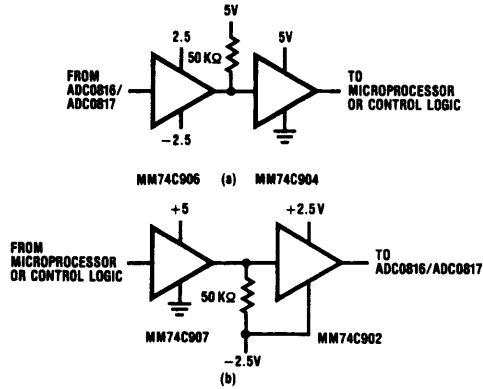 5V
2.5
5V
50 KΩ
FROM
ADC0816/
ADC0817
TO
MICROPROCESSOR
OR CONTROL LOGIC
−2.5
MM74C906 (a) MM74C904
+5
+2.5V
FROM
MICROPROCESSOR
OR CONTROL LOGIC
TO
ADC0816/ADC0817
50 KΩ
MM74C907
MM74C902
−2.5V
(b)